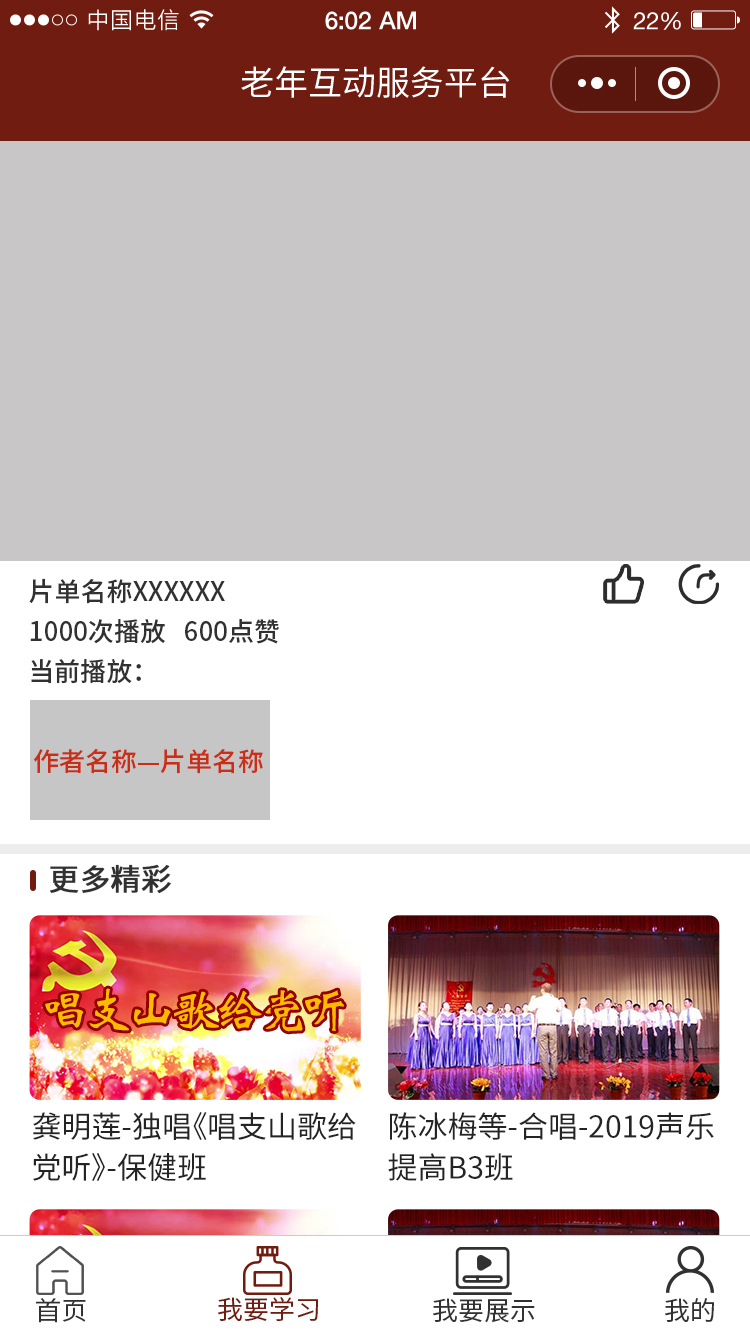 中国电信
6:02 AM
22%
老年互动服务平台
片单名称XXXXXX
1000次播放 600点赞
当前播放：
作者名称—片单名称
更多精彩
唱支山歌给党听
龚明莲-独唱《唱支山歌给
党听》-保健班
陈冰梅等-合唱-2019声乐
提高B3班
首页
我要学习
我要展示
我的